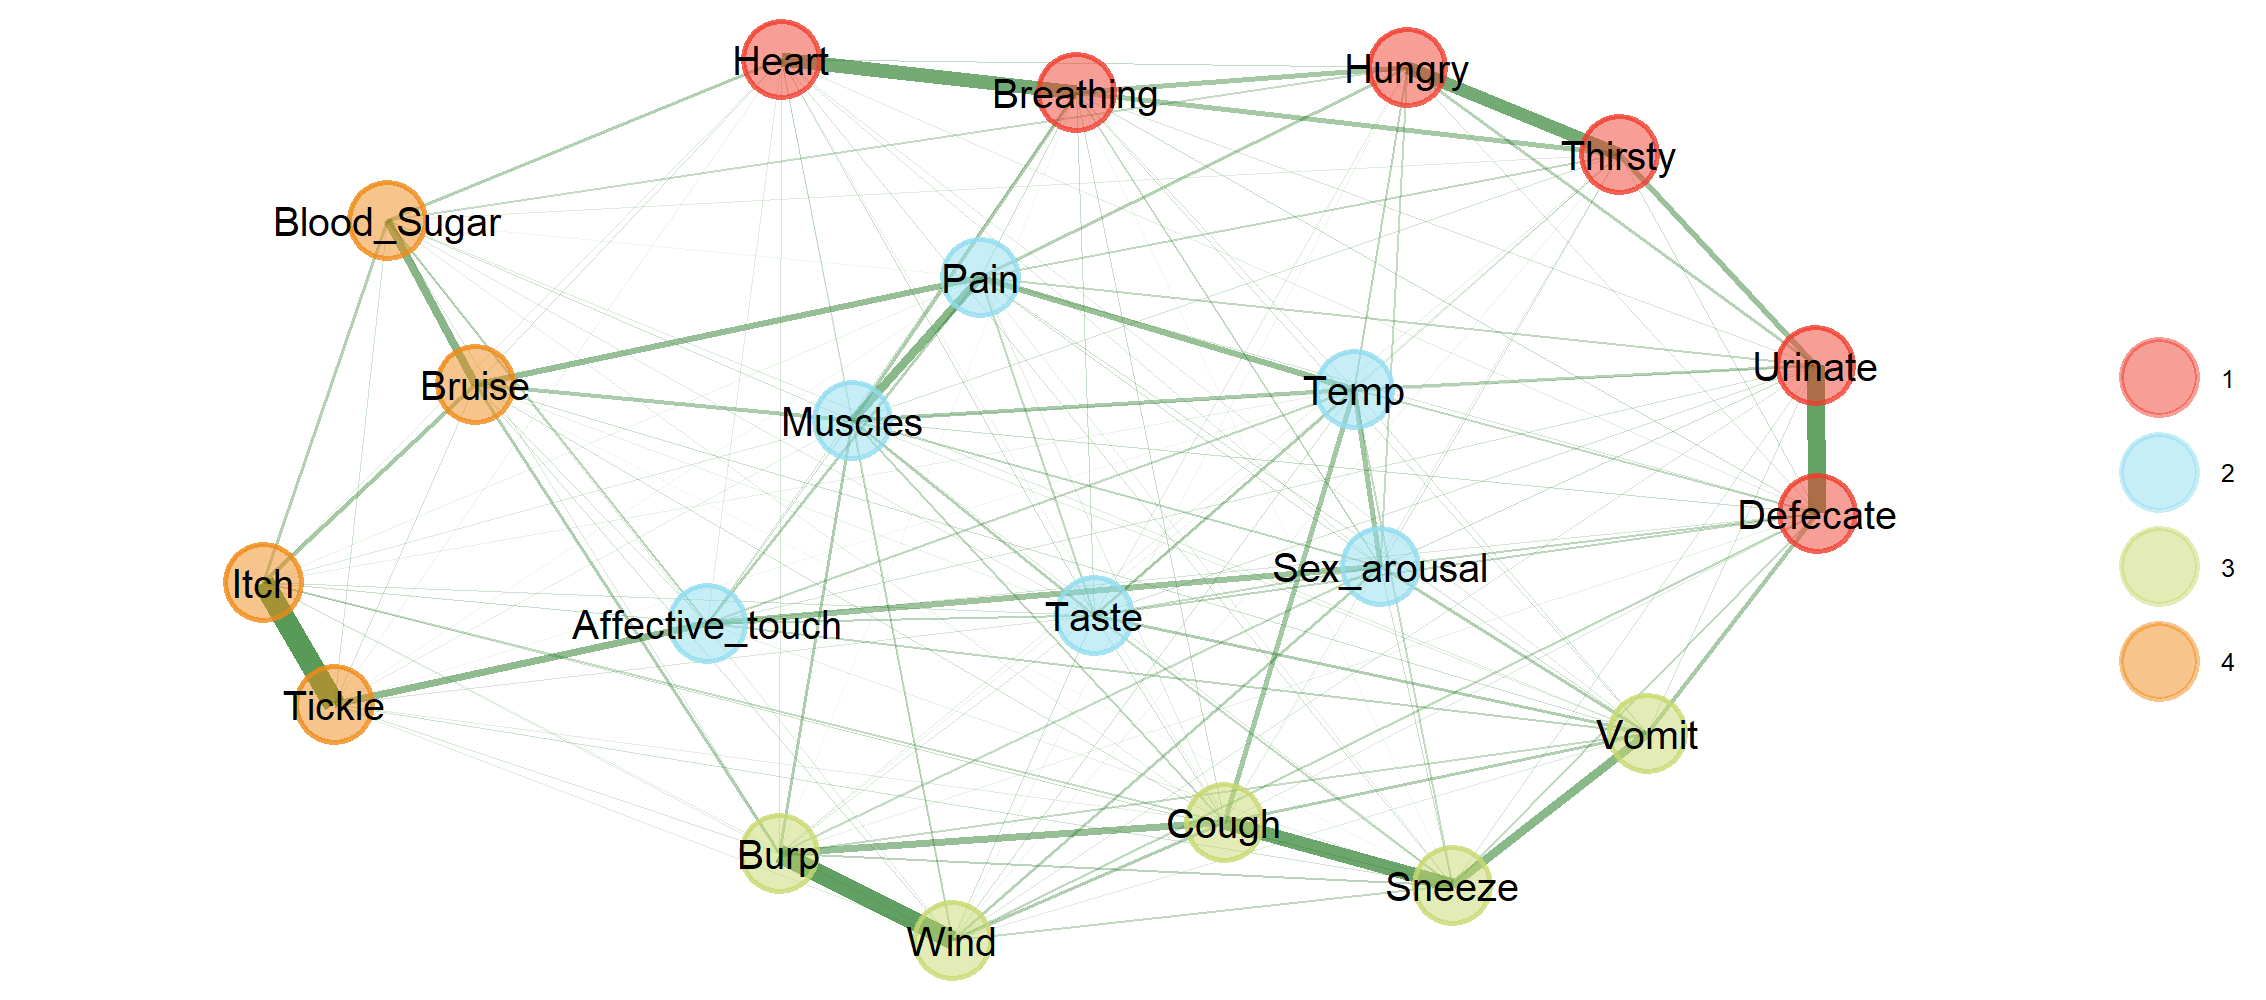 Heart
Hungry
Breathing
Thirsty
Blood_Sugar
Pain
Urinate
Bruise
Temp
Muscles
Defecate
Itch
Sex_arousal
Affective_touch
Taste
Tickle
Vomit
Cough
Burp
Sneeze
Wind
1
2
3
4